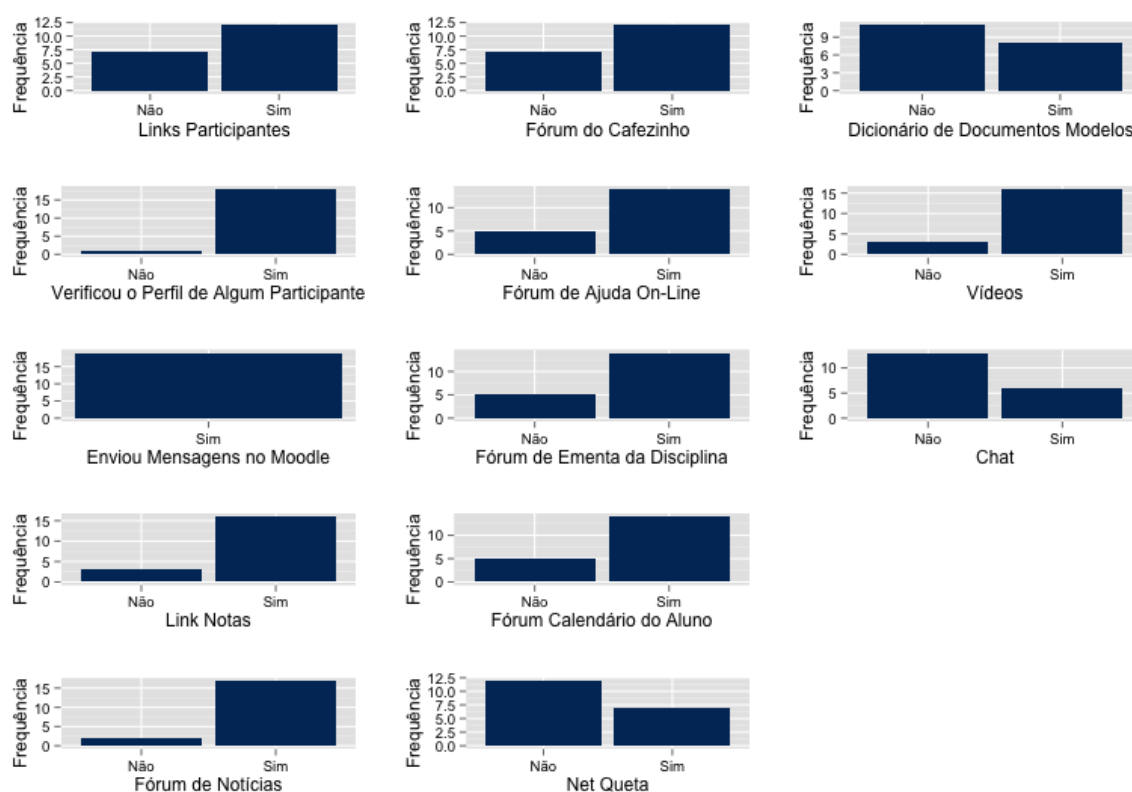 Frequência
12.5
10.0
7.5
5.0
2.5
0.0
Não Sim
Links Participantes
Frequência
12.5
10.0
7.5
5.0
2.5
0.0
Não Sim
Fórum do Cafezinho
Frequência
9
6
3
0
Não Sim
Dicionário de Documentos Modelos
Frequência
15
10
5
0
Não Sim
Verificou o Perfil de Algum Participante
Frequência
10
5
0
Não Sim
Fórum de Ajuda On-Line
Frequência
15
10
5
0
Não Sim
Vídeos
Frequência
15
10
5
0
Sim
Enviou Mensagens no Moodle
Frequência
10
5
0
Não Sim
Fórum de Ementa da Disciplina
Frequência
10
5
0
Não Sim
Chat
Frequência
15
10
5
0
Não Sim
Link Notas
Frequência
10
5
0
Não Sim
Fórum Calendário do Aluno
Frequência
15
10
5
0
Não Sim
Fórum de Notícias
Frequência
12.5
10.0
7.5
5.0
2.5
0.0
Não Sim
Net Queta